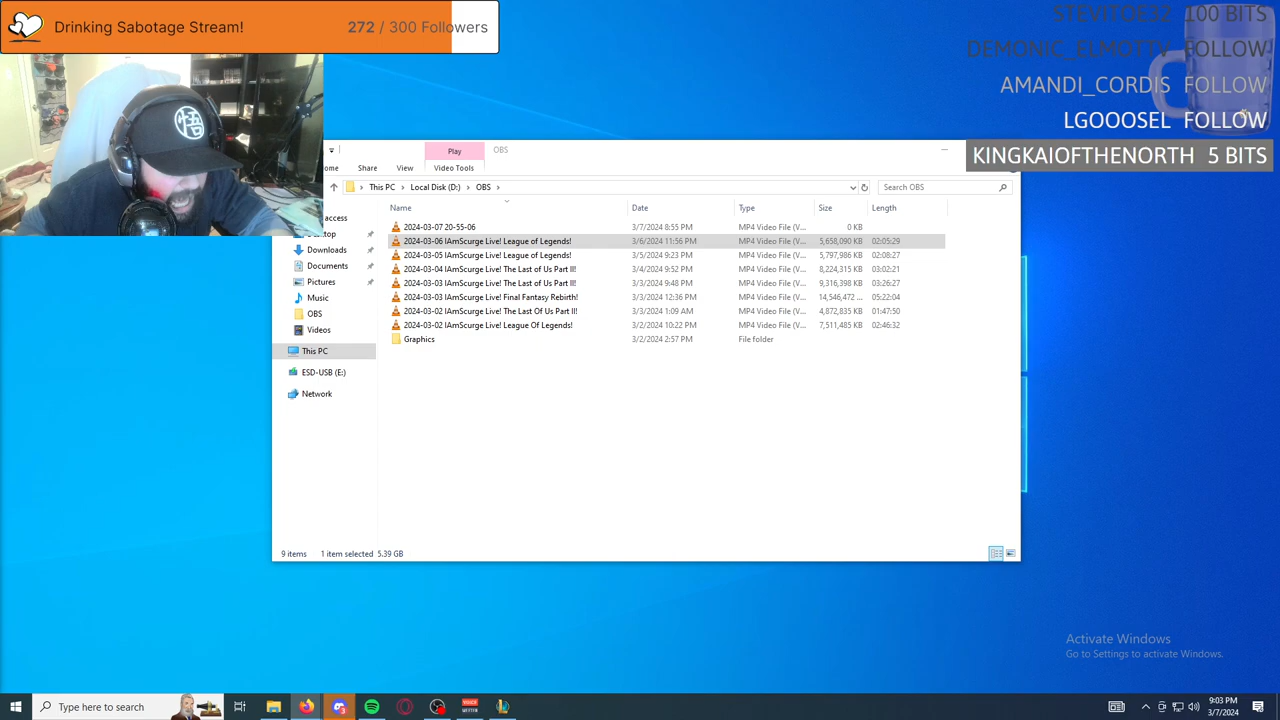 Drinking Sabotage Stream! 272 / 300 Followers
STEVITOE32 100 BITS
DEMONIC_ELMOTTV FOLLOW
AMANDI_CORDIS FOLLOW
LGOOOSEL FOLLOW
KINGKAIOFTHENORTH 5 BITS
悟
Play OBS
ome Share View Video Tools
This PC Local Disk (D:) OBS Search OBS
Name Date Type Size Length
2024-03-07 20-55-06 3/7/2024 8:55 PM MP4 Video File (V... 0 KB
2024-03-06 IAmScurge Live! League of Legends! 3/6/2024 11:56 PM MP4 Video File (V... 5,658,090 KB 02:05:29
2024-03-05 IAmScurge Live! League of Legends! 3/5/2024 9:23 PM MP4 Video File (V... 5,797,986 KB 02:08:27
2024-03-04 IAmScurge Live! The Last of Us Part II! 3/4/2024 9:52 PM MP4 Video File (V... 8,224,315 KB 03:02:21
2024-03-03 IAmScurge Live! The Last of Us Part II! 3/3/2024 9:48 PM MP4 Video File (V... 9,316,398 KB 03:26:27
2024-03-03 IAmScurge Live! Final Fantasy Rebirth! 3/3/2024 12:36 PM MP4 Video File (V... 14,546,472 ... 05:22:04
2024-03-02 IAmScurge Live! The Last Of Us Part II! 3/3/2024 1:09 AM MP4 Video File (V... 4,872,835 KB 01:47:50
2024-03-02 IAmScurge Live! League Of Legends! 3/2/2024 10:22 PM MP4 Video File (V... 7,511,485 KB 02:46:32
Graphics 3/2/2024 2:57 PM File folder
access
Downloads
Documents
Pictures
Music
OBS
Videos
This PC
ESD-USB (E:)
Network
9 items 1 item selected 5.39 GB
Activate Windows
Go to Settings to activate Windows.
Type here to search
9:03 PM
3/7/2024